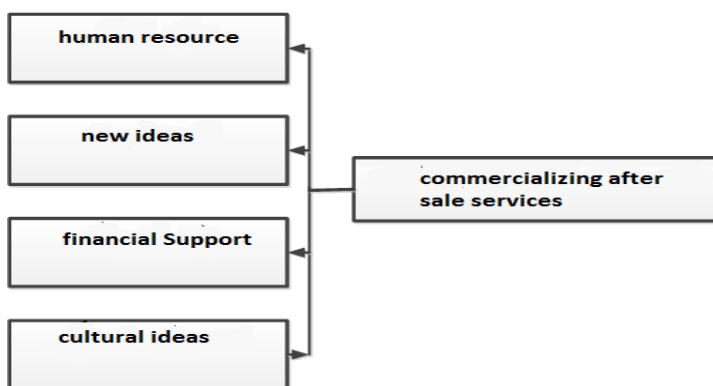 human resource
new ideas
commercializing after
sale services
financial Support
cultural ideas